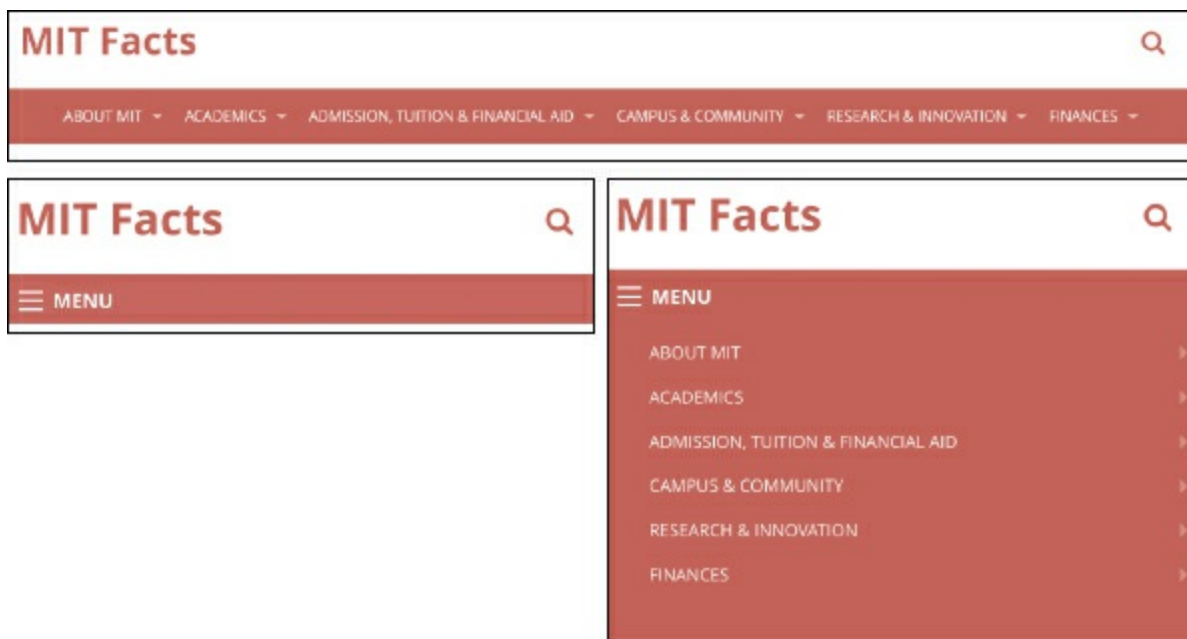 MIT Facts
ABOUT MIT ACADEMICS ADMISSION, TUITION & FINANCIAL AID CAMPUS & COMMUNITY RESEARCH & INNOVATION FINANCES
MIT Facts
MENU
MIT Facts
MENU
ABOUT MIT
ACADEMICS
ADMISSION, TUITION & FINANCIAL AID
CAMPUS & COMMUNITY
RESEARCH & INNOVATION
FINANCES